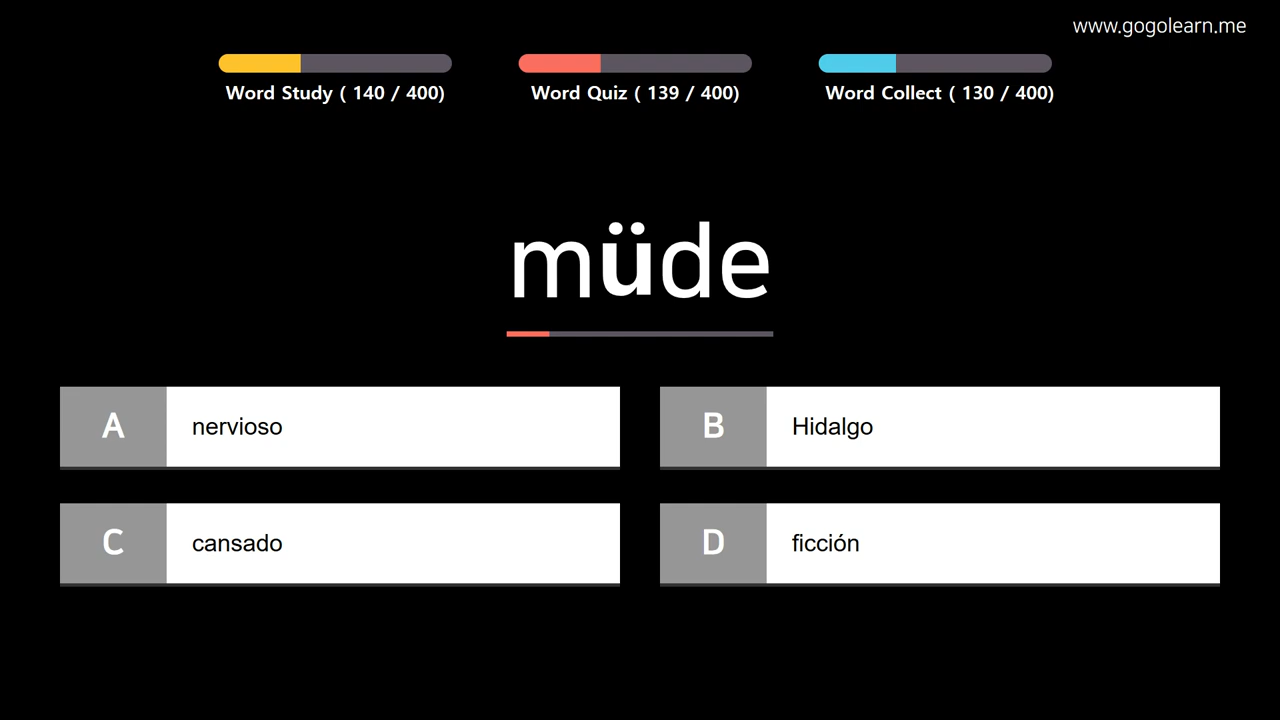 www.gogolearn.me
Word Study ( 140 / 400)
Word Quiz ( 139 / 400)
Word Collect ( 130 / 400)
müde
A nervioso
B Hidalgo
C cansado
D ficción